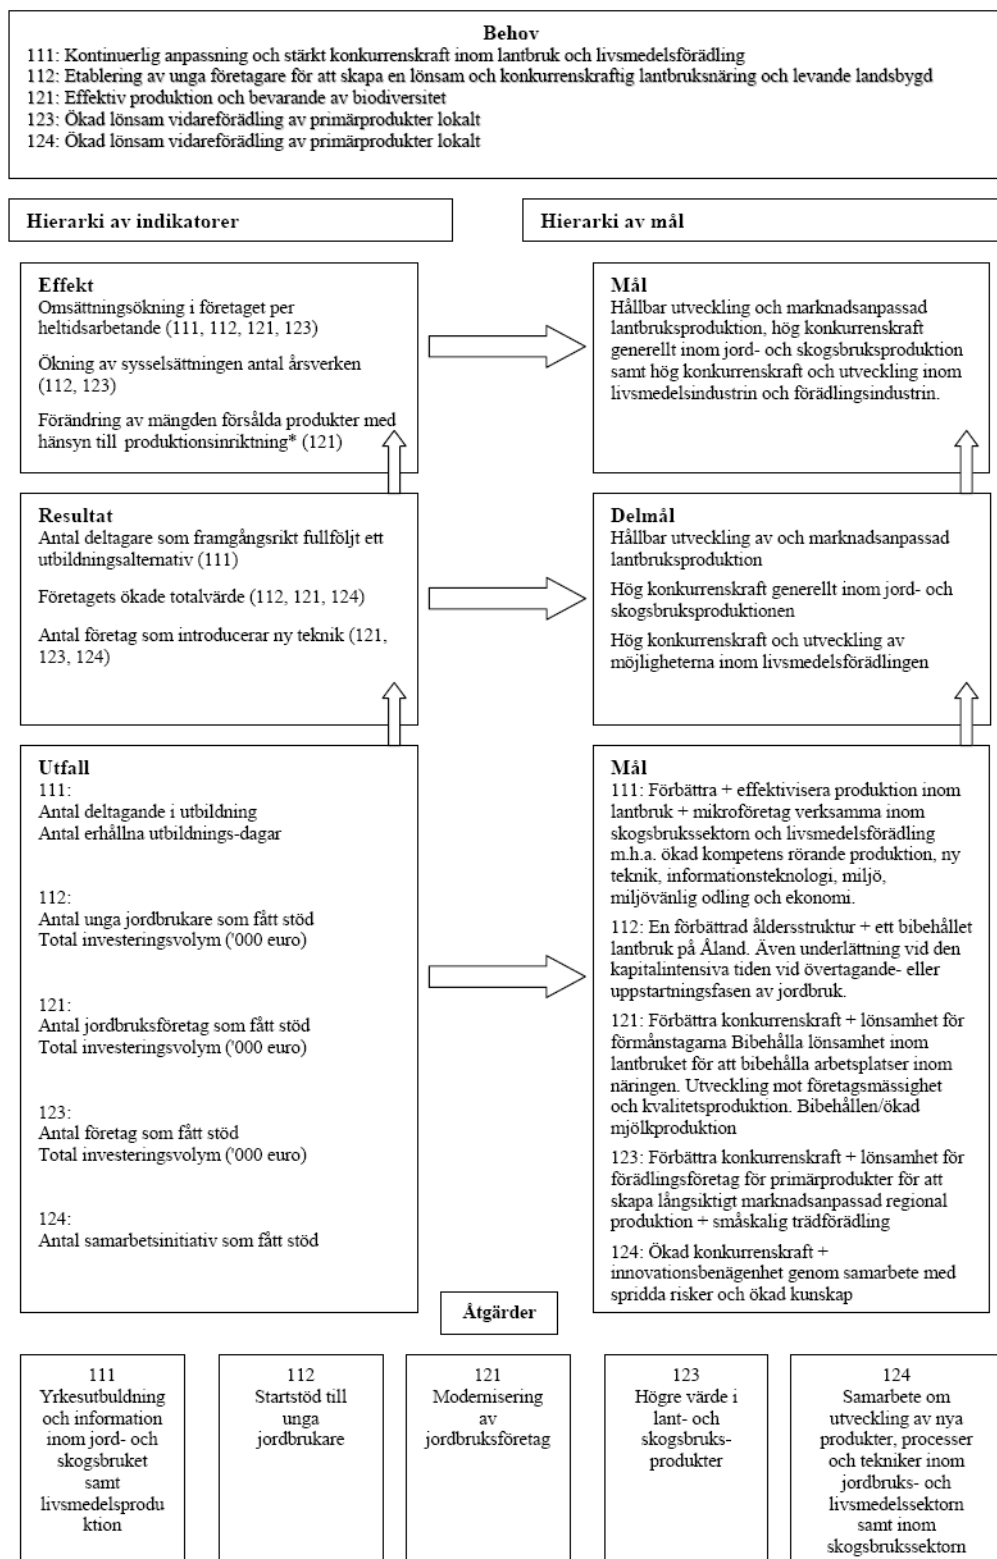 Behov
111: Kontinuerlig anpassning och stärkt konkurrenskraft inom lantbruk och livsmedelsförädling
112: Etablering av unga företagare för att skapa en lönsam och konkurrenskraftig lantbruksnäring och levande landsbygd
121: Effektiv produktion och bevarande av biodiversitet
123: Ökad lönsam vidareförädling av primärprodukter lokalt
124: Ökad lönsam vidareförädling av primärprodukter lokalt
Hierarki av indikatorer
Hierarki av mål
Effekt
Omsättningsökning i företaget per
heltidsarbetande (111, 112, 121, 123)
Ökning av sysselsättningen antal årsverken
(112, 123)
Förändring av mängden försålda produkter med
hänsyn till produktionsinriktning* (121)
Mål
Hållbar utveckling och marknadsanpassad
lantbruksproduktion, hög konkurrenskraft
generellt inom jord- och skogsbruksproduktion
samt hög konkurrenskraft och utveckling inom
livsmedelsindustrin och förädlingsindustrin.
Resultat
Antal deltagare som framgångsrikt fullföljt ett
utbildningsalternativ (111)
Företagets ökade totalvärde (112, 121, 124)
Antal företag som introducerar ny teknik (121,
123, 124)
Delmål
Hållbar utveckling av och marknadsanpassad
lantbruksproduktion
Hög konkurrenskraft generellt inom jord- och
skogsbruksproduktionen
Hög konkurrenskraft och utveckling av
möjligheterna inom livsmedelsförädlingen
Utfall
111:
Antal deltagande i utbildning
Antal erhållna utbildnings-dagar
112:
Antal unga jordbrukare som fått stöd
Total investeringsvolym ('000 euro)
121:
Antal jordbruksföretag som fått stöd
Total investeringsvolym ('000 euro)
123:
Antal företag som fått stöd
Total investeringsvolym ('000 euro)
124:
Antal samarbetsinitiativ som fått stöd
Mål
111: Förbättra + effektivisera produktion inom
lantbruk + mikroföretag verksamma inom
skogsbrukssektorn och livsmedelsförädling
m.h.a. ökad kompetens rörande produktion, ny
teknik, informationsteknologi, miljö,
miljövänlig odling och ekonomi.
112: En förbättrad åldersstruktur + ett bibehållet
lantbruk på Åland. Även underlättning vid den
kapitalintensiva tiden vid övertagande- eller
uppstartningsfasen av jordbruk.
121: Förbättra konkurrenskraft + lönsamhet för
förmånstagarna Bibehålla lönsamhet inom
lantbruket för att bibehålla arbetsplatser inom
näringen. Utveckling mot företagsmässighet
och kvalitetsproduktion. Bibehållen/ökad
mjölkproduktion
123: Förbättra konkurrenskraft + lönsamhet för
förädlingsföretag för primärprodukter för att
skapa långsiktigt marknadsanpassad regional
produktion + småskalig trädförädling
124: Ökad konkurrenskraft +
innovationsbenägenhet genom samarbete med
spridda risker och ökad kunskap
Åtgärder
111
Yrkesutbuldning
och information
inom jord- och
skogsbruket
samt
livsmedelsprodu
ktion
112
Startstöd till
unga
jordbrukare
121
Modernisering
av
jordbruksföretag
123
Högre värde i
lant- och
skogsbruks-
produkter
124
Samarbete om
utveckling av nya
produkter, processer
och tekniker inom
jordbruks- och
livsmedelssektorn
samt inom
skogsbrukssektorn